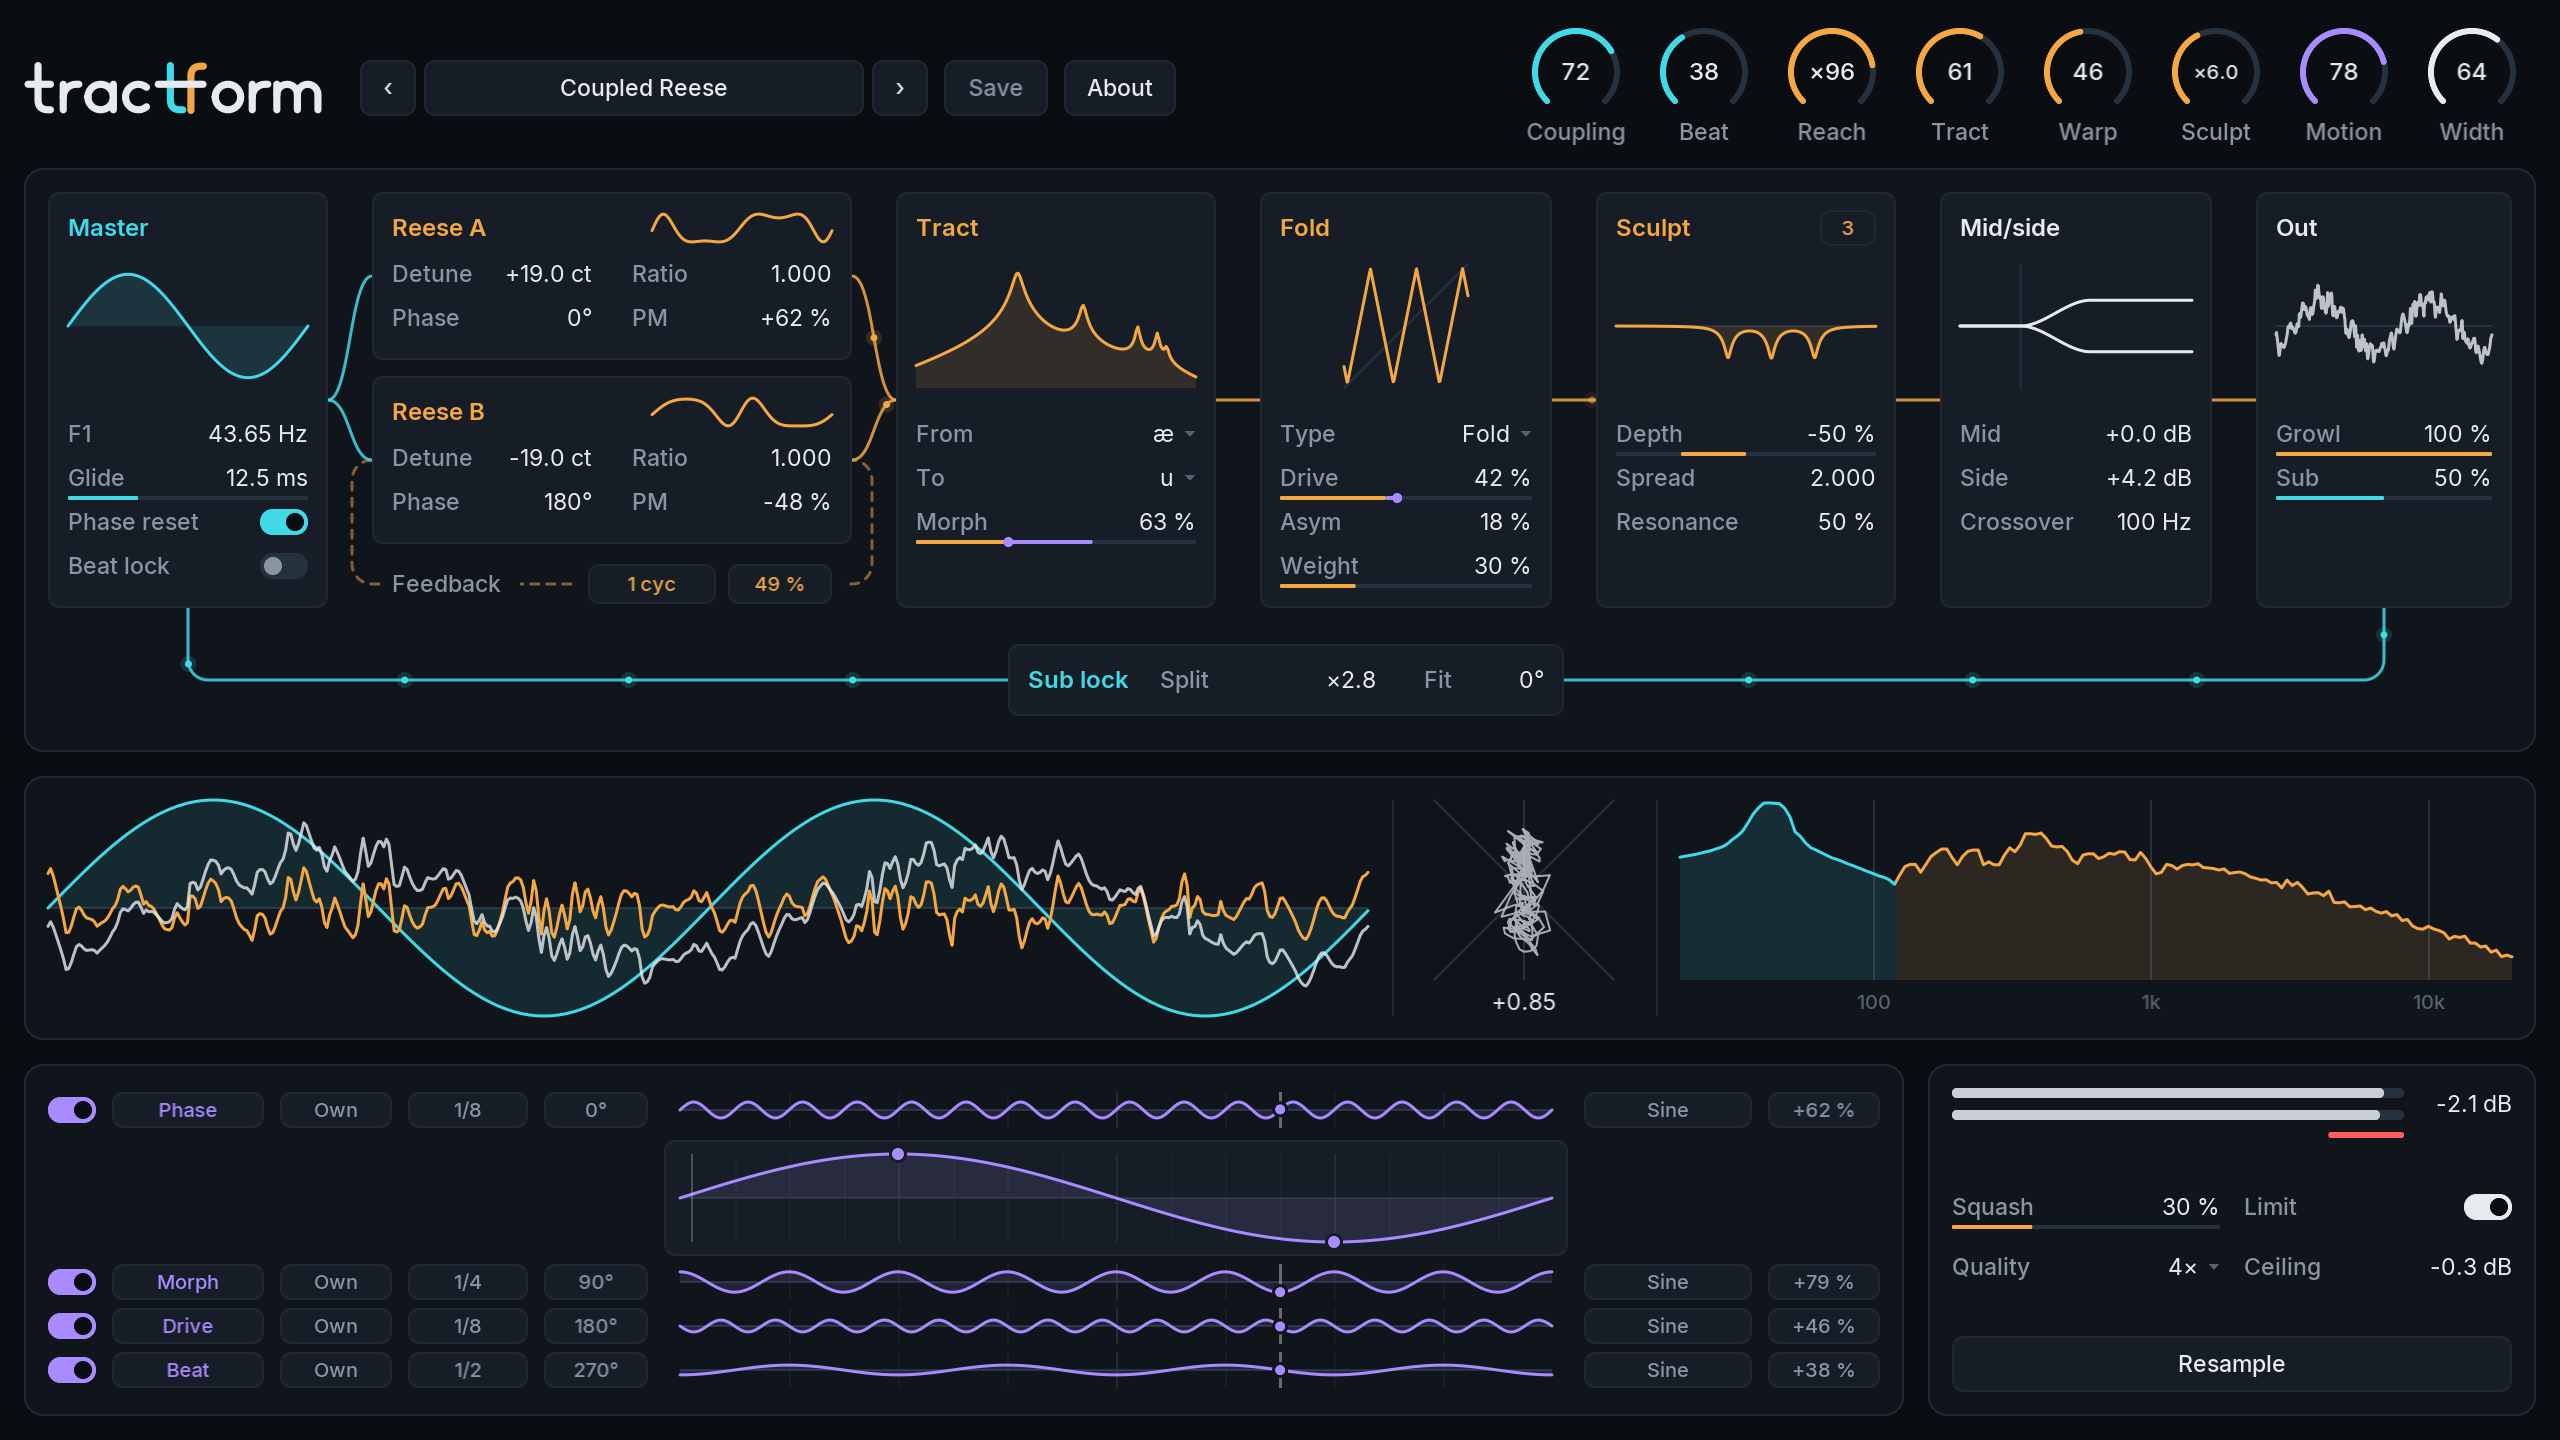 tractform
‹ Coupled Reese › Save About
72 38 ×96 61 46 ×6.0 78 64
Coupling Beat Reach Tract Warp Sculpt Motion Width
Master
F1 43.65 Hz
Glide 12.5 ms
Phase reset
Beat lock
Reese A
Detune +19.0 ct Ratio 1.000
Phase 0° PM +62 %
Reese B
Detune -19.0 ct Ratio 1.000
Phase 180° PM -48 %
Feedback 1 cyc 49 %
Tract
From æ
To u
Morph 63 %
Fold
Type Fold
Drive 42 %
Asym 18 %
Weight 30 %
Sculpt 3
Depth -50 %
Spread 2.000
Resonance 50 %
Mid/side
Mid +0.0 dB
Side +4.2 dB
Crossover 100 Hz
Out
Growl 100 %
Sub 50 %
Sub lock Split ×2.8 Fit 0°
+0.85
100 1k 10k
Phase Own 1/8 0° Sine +62 %
Morph Own 1/4 90° Sine +79 %
Drive Own 1/8 180° Sine +46 %
Beat Own 1/2 270° Sine +38 %
-2.1 dB
Squash 30 % Limit
Quality 4× Ceiling -0.3 dB
Resample